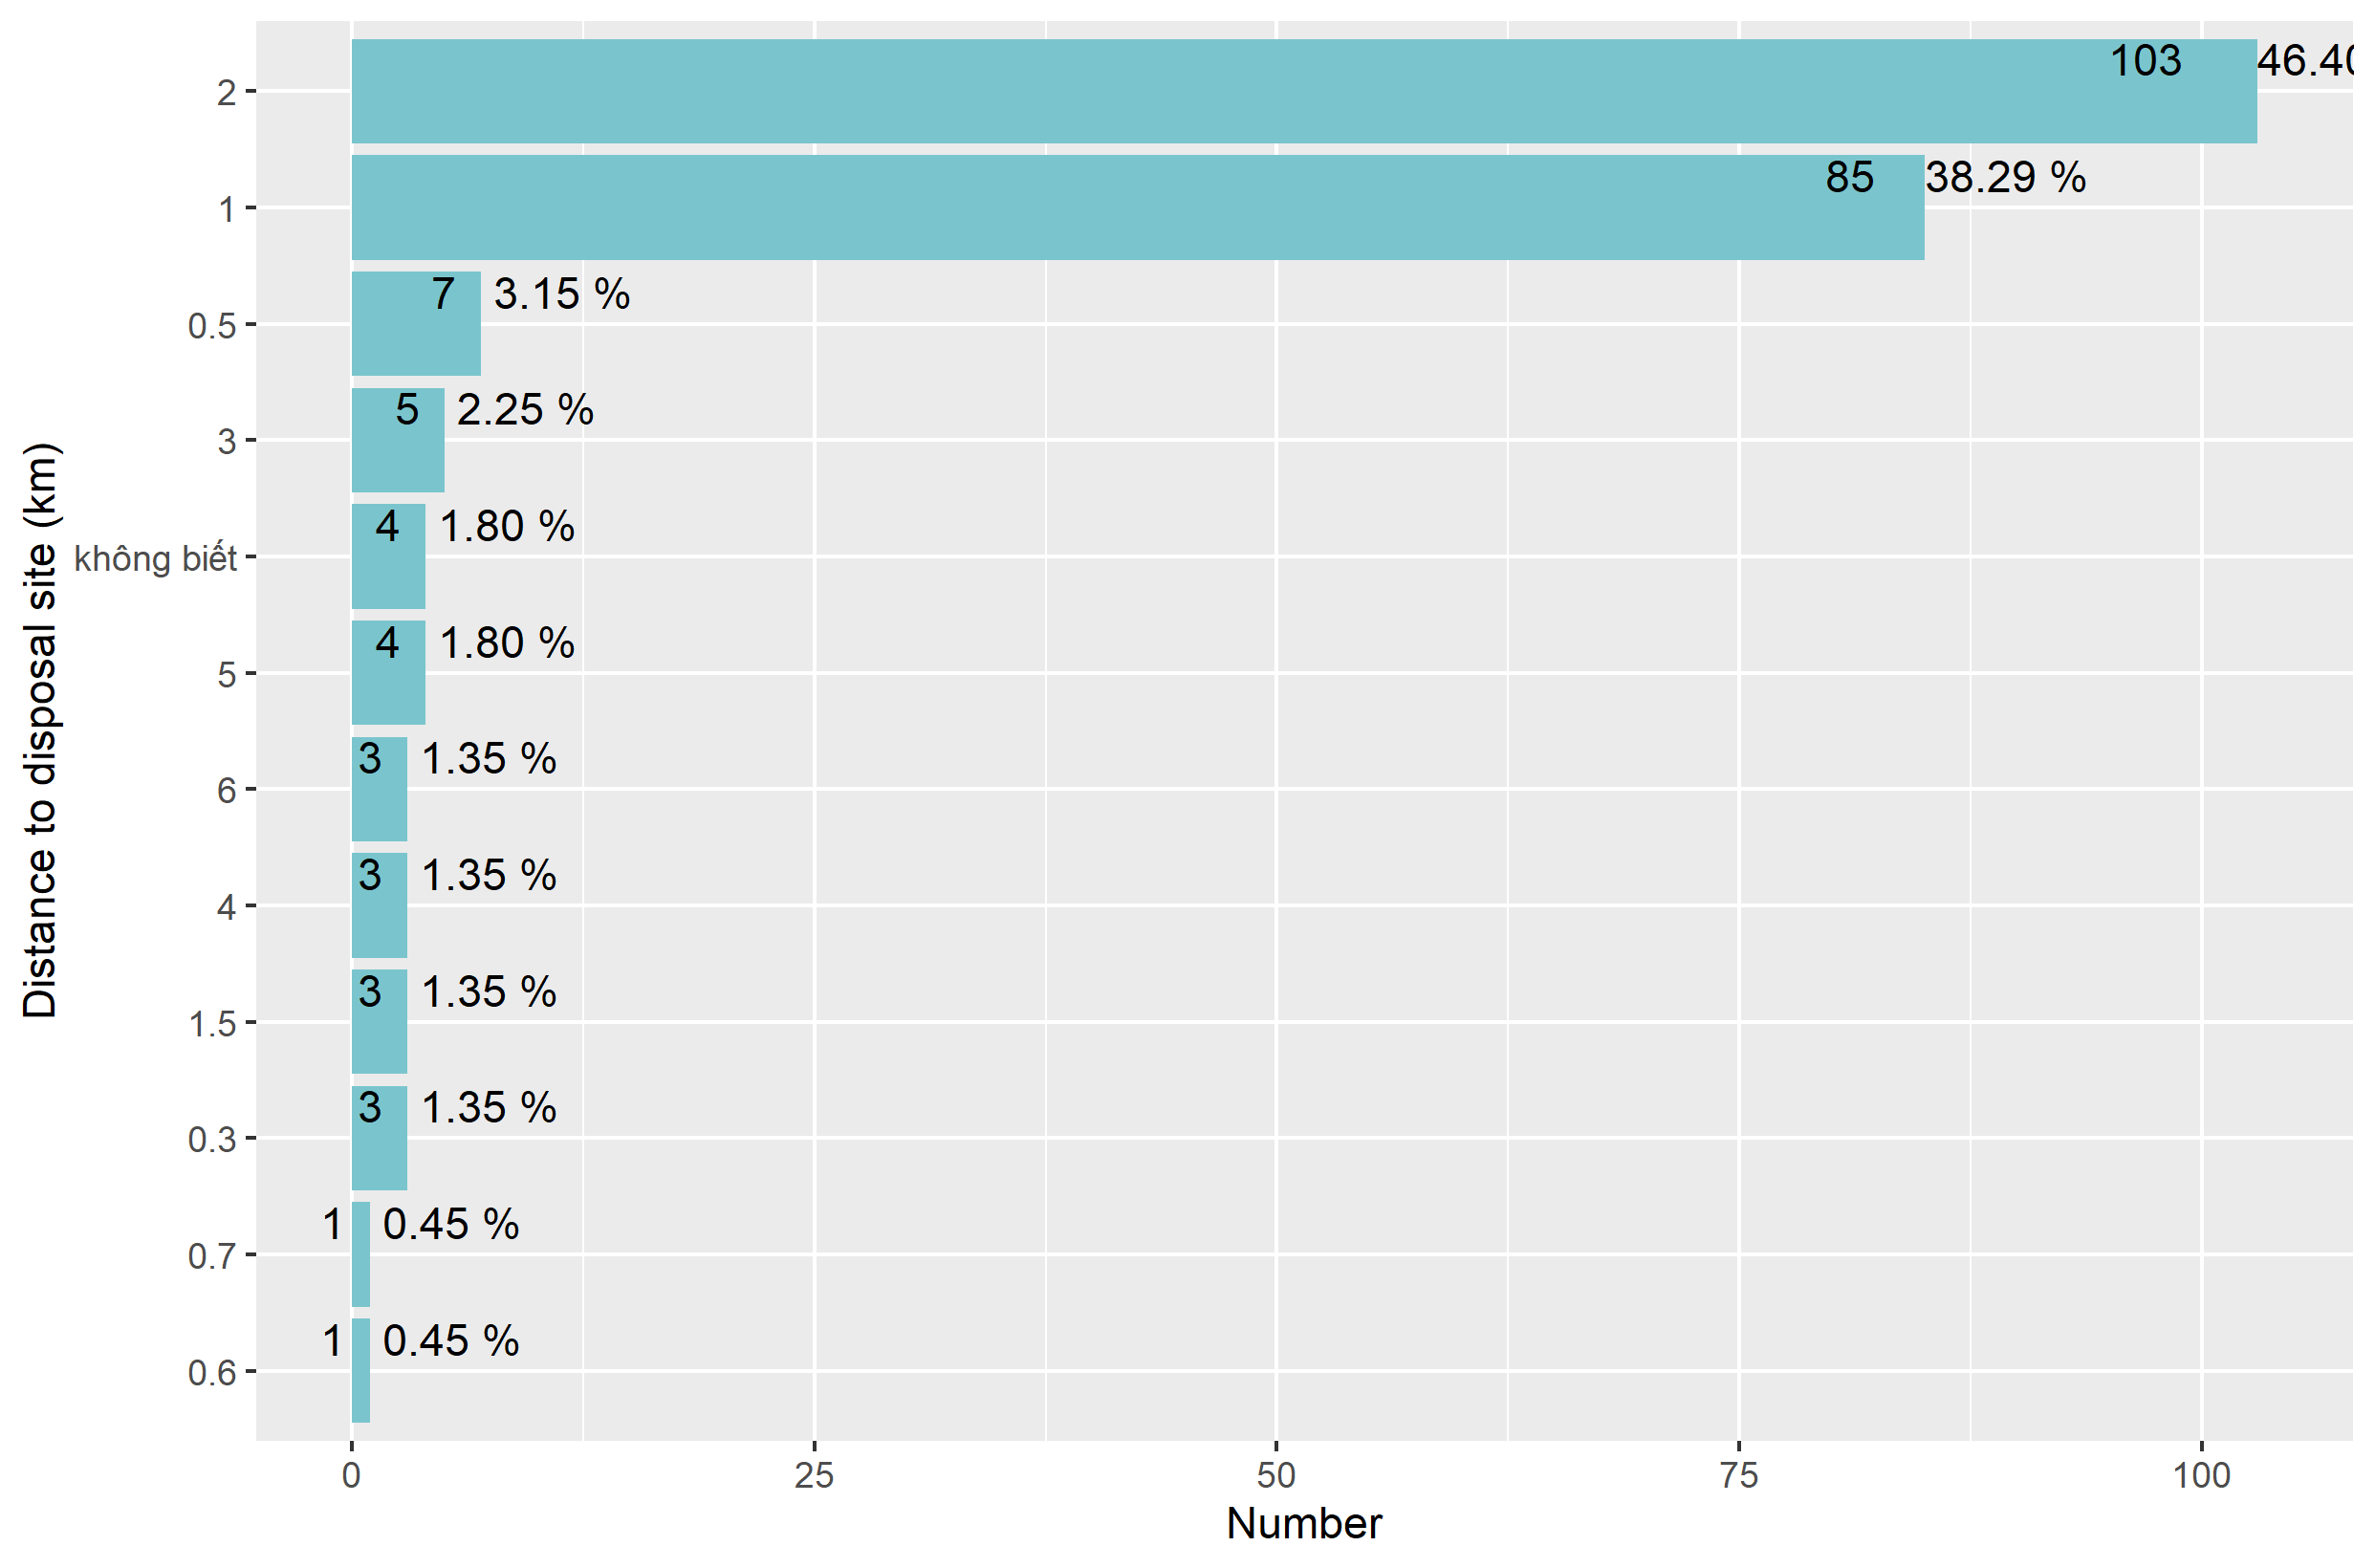 Distance to disposal site (km)
2 103 46.40
1 85 38.29 %
0.5 7 3.15 %
3 5 2.25 %
không biết 4 1.80 %
5 4 1.80 %
6 3 1.35 %
4 3 1.35 %
1.5 3 1.35 %
0.3 3 1.35 %
0.7 1 0.45 %
0.6 1 0.45 %
0 25 50 75 100
Number